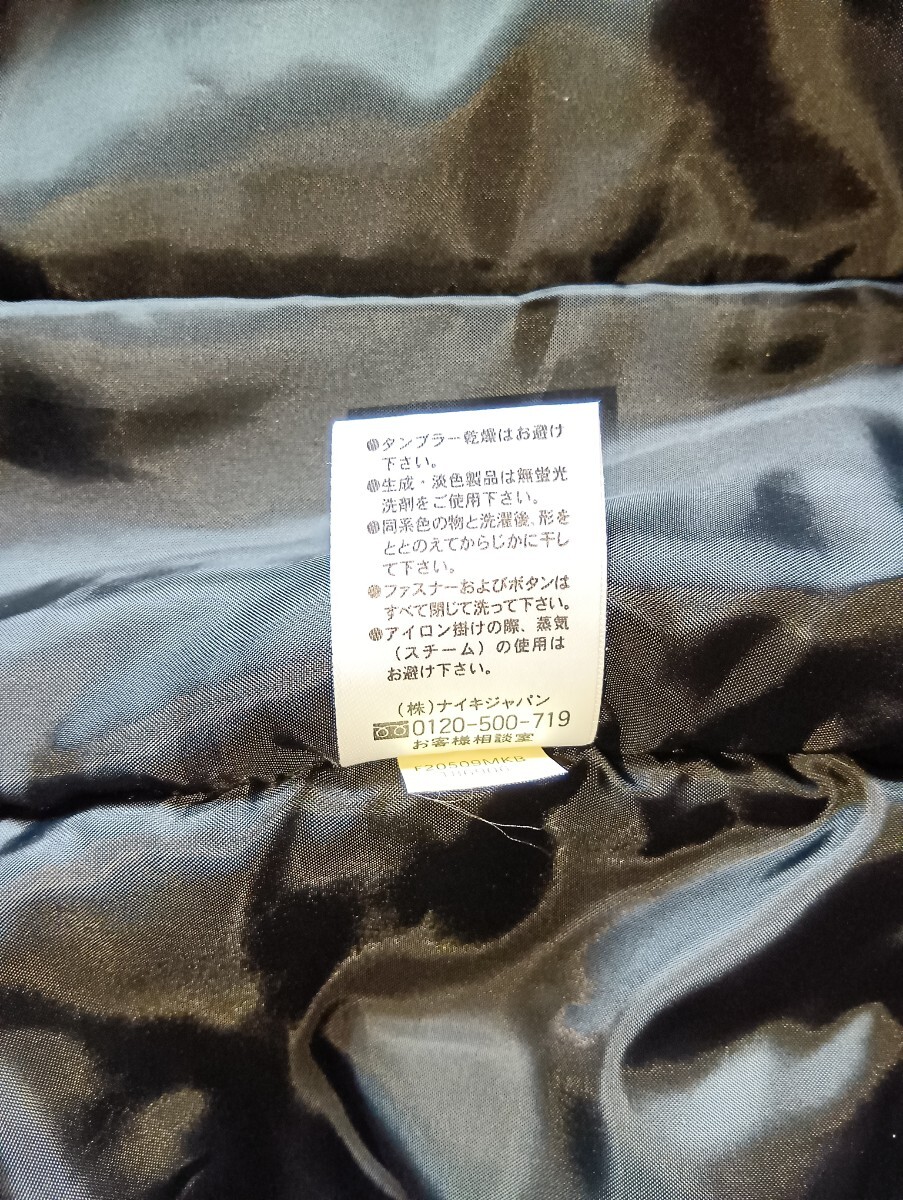 ●タンブラー乾燥はお避け
下さい。
●生成・淡色製品は無蛍光
洗剤をご使用下さい。
●同系色の物と洗濯後、形を
ととのえてからじかに干し
て下さい。
●ファスナーおよびボタンは
すべて閉じて洗って下さい。
●アイロン掛けの際、蒸気
(スチーム)の使用は
お避け下さい。
(株)ナイキジャパン
0120-500-719
お客様相談室
F20509MKB